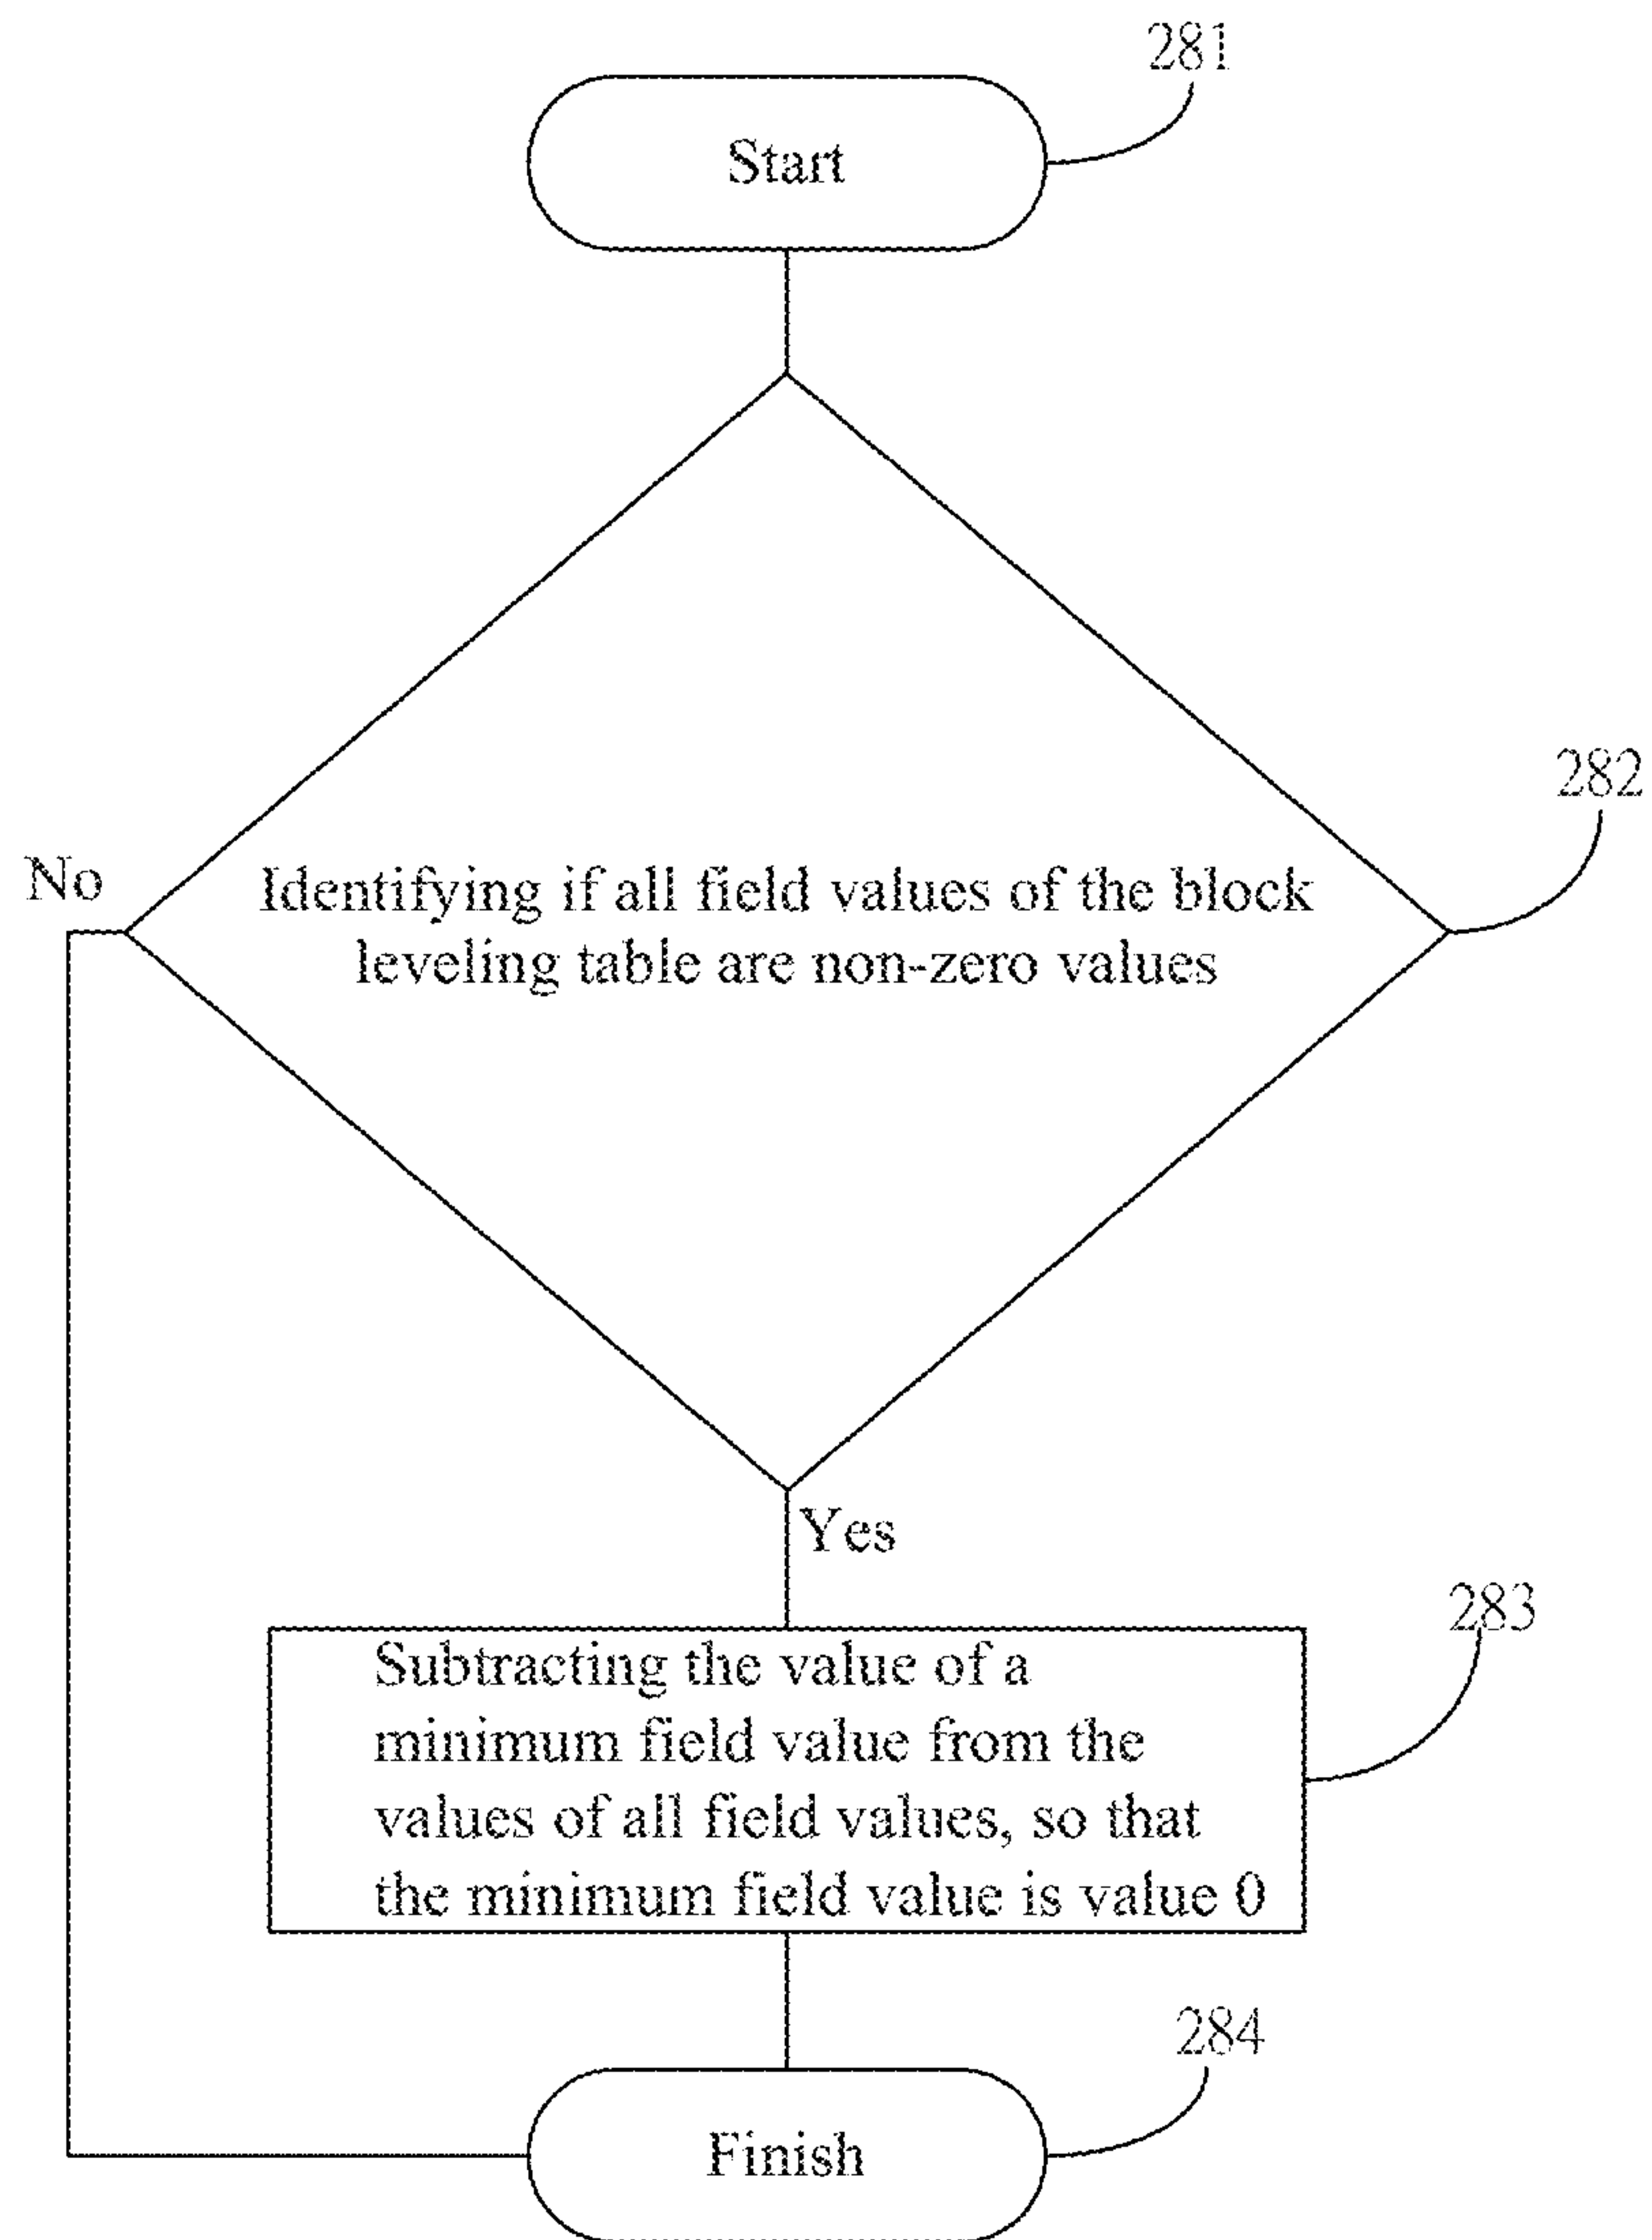 281
Start
282
No
Identifying if all field values of the block
leveling table are non-zero values
Yes
283
Subtracting the value of a
minimum field value from the
values of all field values, so that
the minimum field value is value 0
284
Finish